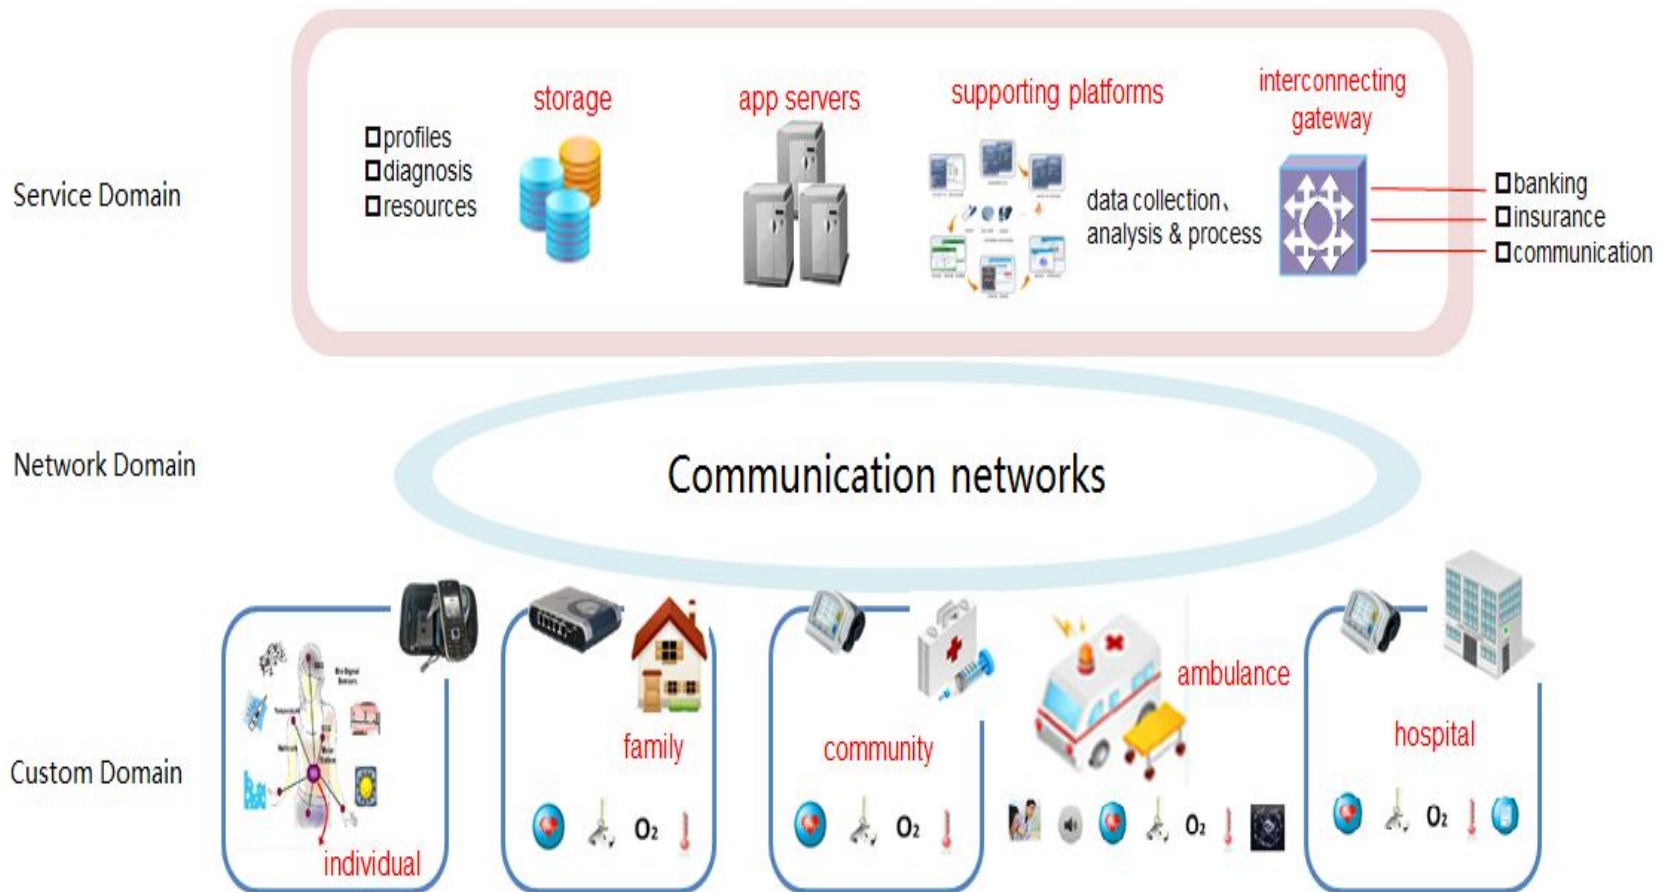 storage
app servers
supporting platforms
interconnecting
gateway
profiles
diagnosis
resources
Service Domain
data collection、
analysis & process
banking
insurance
communication
Network Domain
Communication networks
ambulance
family
community
hospital
Custom Domain
individual
O₂
O₂
O₂
O₂